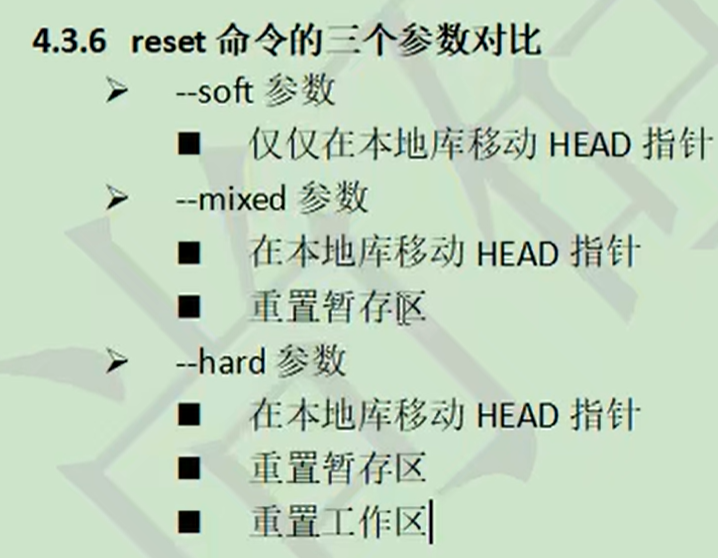 4.3.6 reset 命令的三个参数对比
--soft 参数
仅仅在本地库移动 HEAD 指针
--mixed 参数
在本地库移动 HEAD 指针
重置暂存区
--hard 参数
在本地库移动 HEAD 指针
重置暂存区
重置工作区